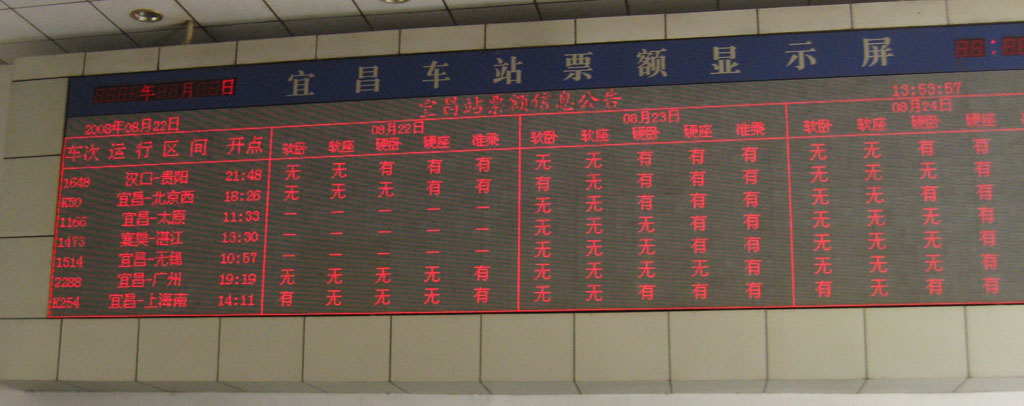 年 月 日 宜昌车站票额显示屏
宜昌站票额信息公告 13:53:57
2008年08月22日 08月22日 08月23日 08月24日
车次 运行区间 开点 软卧 软座 硬卧 硬座 准乘 软卧 软座 硬卧 硬座 准乘 软卧 软座 硬卧 硬座
1648 汉口-贵阳 21:48 无 无 有 有 有 无 无 有 有 有 无 无 有 有
K50 宜昌-北京西 18:26 无 无 无 有 有 有 无 有 有 有 无 无 有 有
1166 宜昌-太原 11:33 — — — — — 无 无 无 有 有 无 无 无 有
1473 襄樊-湛江 13:30 — — — — — 无 无 无 有 有 无 无 无 有
1514 宜昌-无锡 10:57 — — — — — 无 无 有 有 有 无 无 有 有
2288 宜昌-广州 19:19 无 无 无 无 有 无 无 有 无 有 无 无 有 有
K254 宜昌-上海南 14:11 有 无 无 无 有 无 无 有 有 有 有 无 有 有